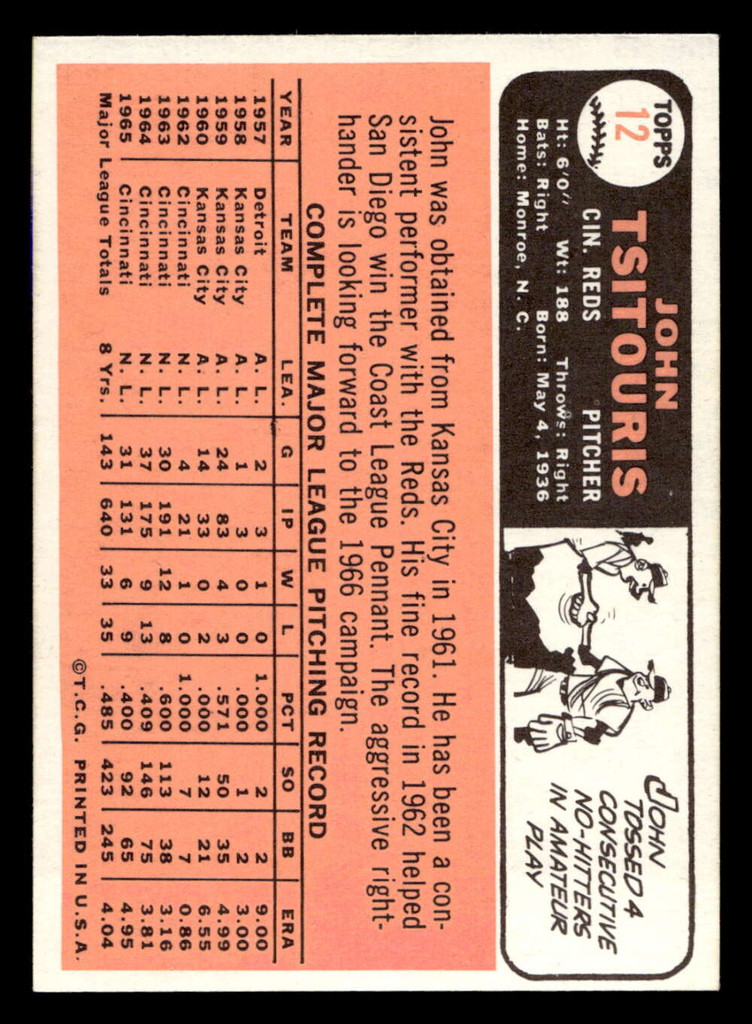 TOPPS
12
JOHN
TSITOURIS
CIN. REDS PITCHER
Ht: 6'0" Wt: 188 Throws: Right
Bats: Right Born: May 4, 1936
Home: Monroe, N. C.
JOHN
TOSSED 4
CONSECUTIVE
NO-HITTERS
IN AMATEUR
PLAY
John was obtained from Kansas City in 1961. He has been a con-
sistent performer with the Reds. His fine record in 1962 helped
San Diego win the Coast League Pennant. The aggressive right-
hander is looking forward to the 1966 campaign.
COMPLETE MAJOR LEAGUE PITCHING RECORD
YEAR TEAM LEA. G IP W L PCT SO BB ERA
1957 Detroit A. L. 2 3 1 0 1.000 2 2 9.00
1958 Kansas City A. L. 1 3 0 0 .000 1 2 3.00
1959 Kansas City A. L. 24 83 4 3 .571 50 35 4.99
1960 Kansas City A. L. 14 33 0 2 .000 12 21 6.55
1962 Cincinnati N. L. 4 21 1 0 1.000 7 7 0.86
1963 Cincinnati N. L. 30 191 12 8 .600 113 38 3.16
1964 Cincinnati N. L. 37 175 9 13 .409 146 75 3.81
1965 Cincinnati N. L. 31 131 6 9 .400 92 65 4.95
Major League Totals 8 Yrs. 143 640 33 35 .485 423 245 4.04
©T.C.G. PRINTED IN U.S.A.